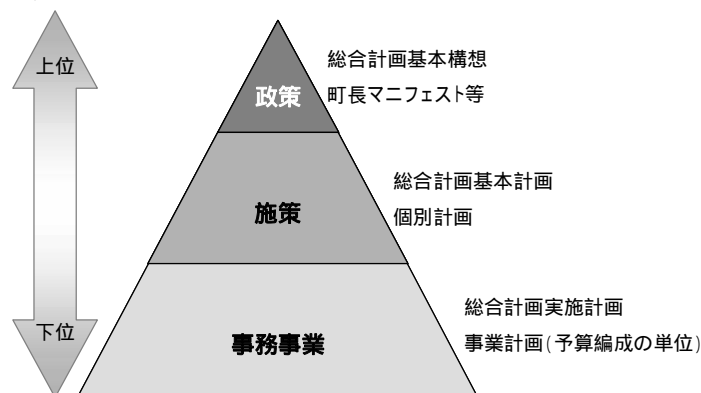 上位
総合計画基本構想
政策
町長マニフェスト等
総合計画基本計画
施策
個別計画
総合計画実施計画
下位
事務事業
事業計画(予算編成の単位)